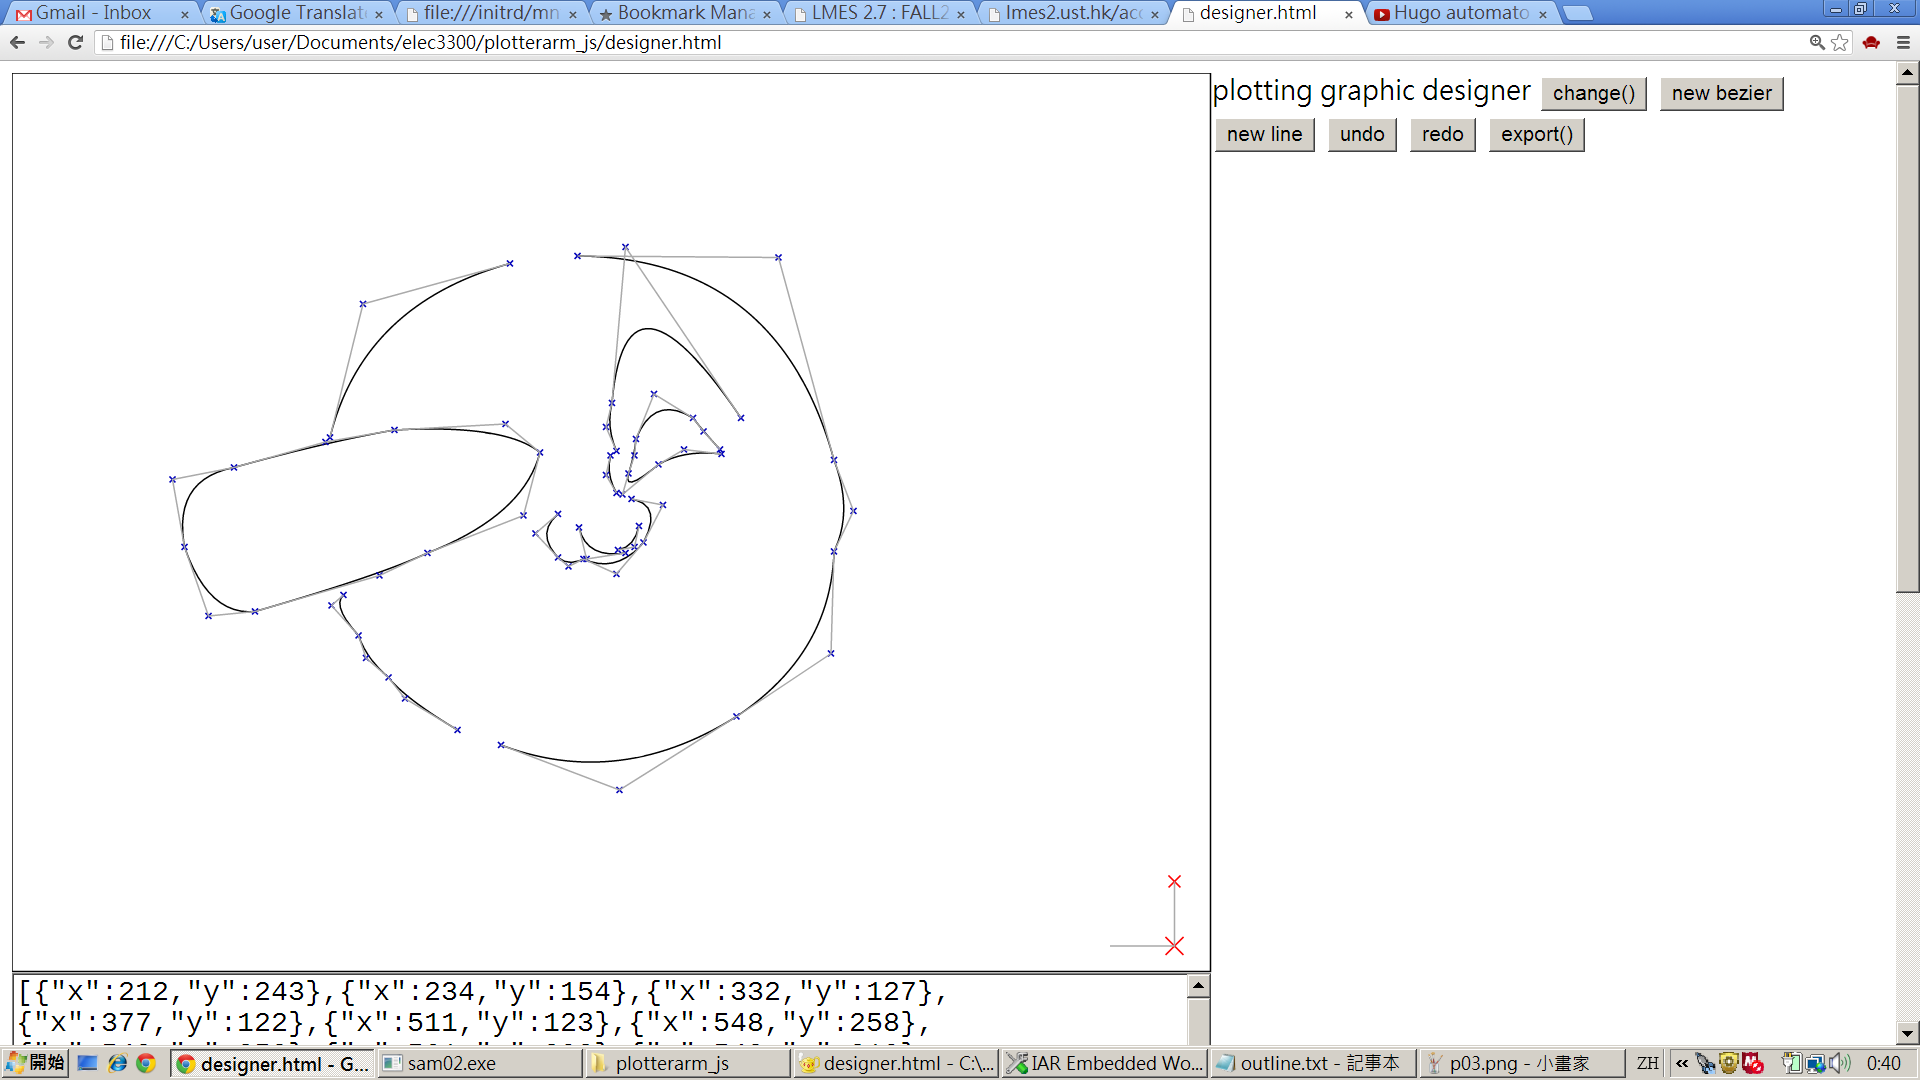 Gmail - Inbox
Google Translat
file:///initrd/mn
Bookmark Mana
LMES 2.7 : FALL2
lmes2.ust.hk/acc
designer.html
Hugo automato
file:///C:/Users/user/Documents/elec3300/plotterarm_js/designer.html
plotting graphic designer change() new bezier
new line undo redo export()
[{"x":212,"y":243},{"x":234,"y":154},{"x":332,"y":127},
{"x":377,"y":122},{"x":511,"y":123},{"x":548,"y":258},
開始
designer.html - G...
sam02.exe
plotterarm_js
designer.html - C:\...
IAR Embedded Wo...
outline.txt - 記事本
p03.png - 小畫家
ZH
0:40